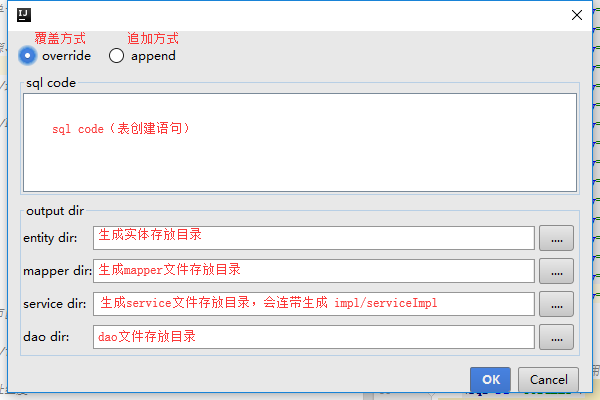 IJ
覆盖方式 追加方式
override append
sql code
sql code（表创建语句）
output dir
entity dir: 生成实体存放目录 ....
mapper dir: 生成mapper文件存放目录 ....
service dir: 生成service文件存放目录，会连带生成 impl/serviceImpl ....
dao dir: dao文件存放目录 ....
OK Cancel